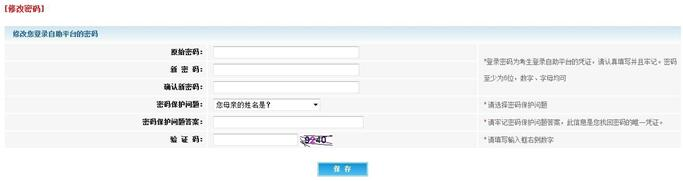 [修改密码]
修改您登录自助平台的密码
原始密码：
新 密 码：
*登录密码为考生登录自助平台的凭证，请认真填写并且牢记。密码
至少为6位，数字、字母均可
确认新密码：
密码保护问题： 您母亲的姓名是？ *请选择密码保护问题
密码保护问题答案： *请牢记密码保护问题答案，此信息是您找回密码的唯一凭证。
验 证 码： 9240 *请填写输入框右侧数字
保 存